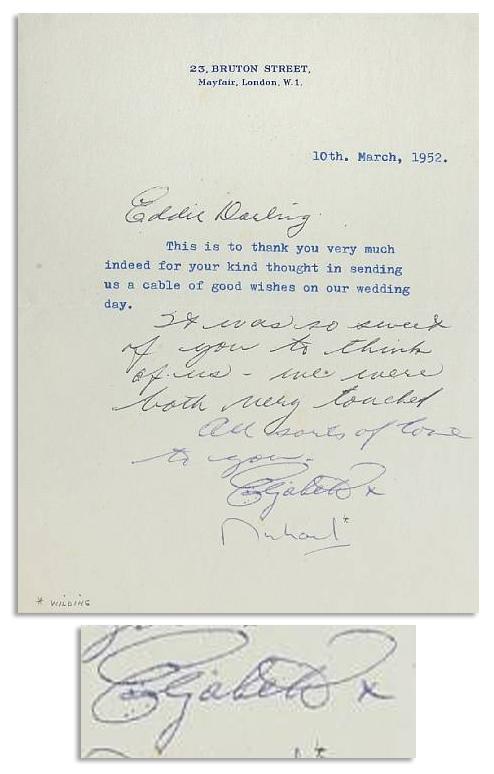 23, BRUTON STREET,
Mayfair, London, W.1.
10th. March, 1952.
Eddie Darling
This is to thank you very much
indeed for your kind thought in sending
us a cable of good wishes on our wedding
day.
It was so sweet
of you to think
of us - we were
both very touched
All sorts of love
to you -
Elizabeth x
Michael *
* WILDING
Elizabeth x